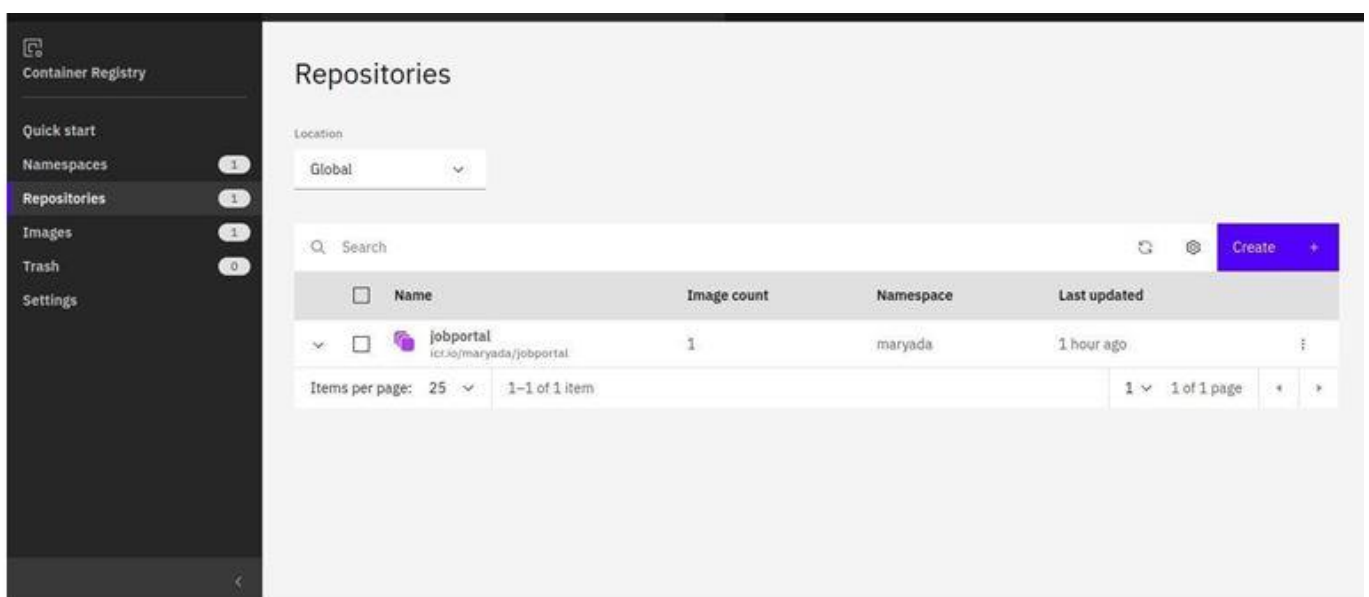 Container Registry
Quick start
Namespaces 1
Repositories 1
Images 1
Trash 0
Settings
Repositories
Location
Global
Search
Create +
Name Image count Namespace Last updated
jobportal 1 maryada 1 hour ago
icr.io/maryada/jobportal
Items per page: 25 1–1 of 1 item 1 1 of 1 page